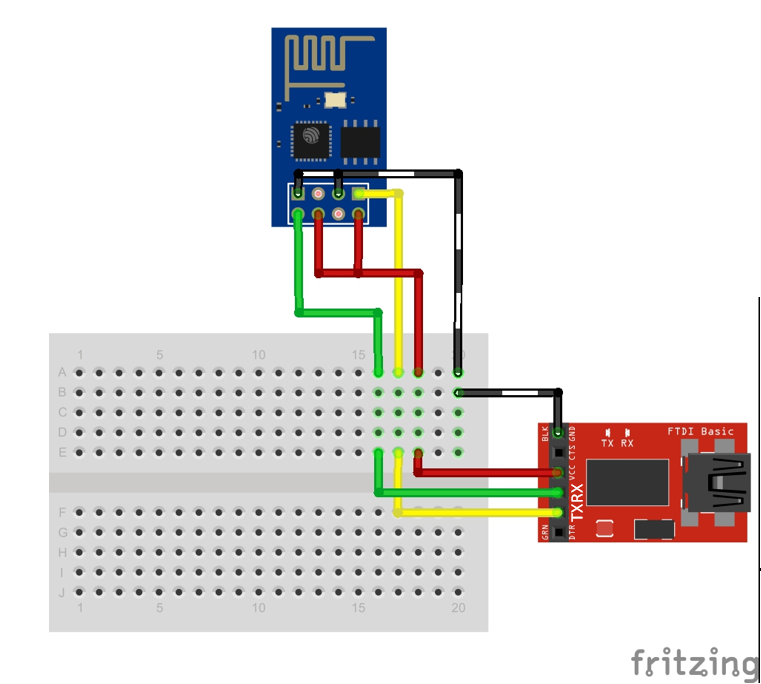 1 5 10 15 20
A
B
C
D
E
F
G
H
I
J
1 5 10 15 20
FTDI Basic
TX RX
BLK
GND
CTS
VCC
TXRX
GRN
DTR
fritzing